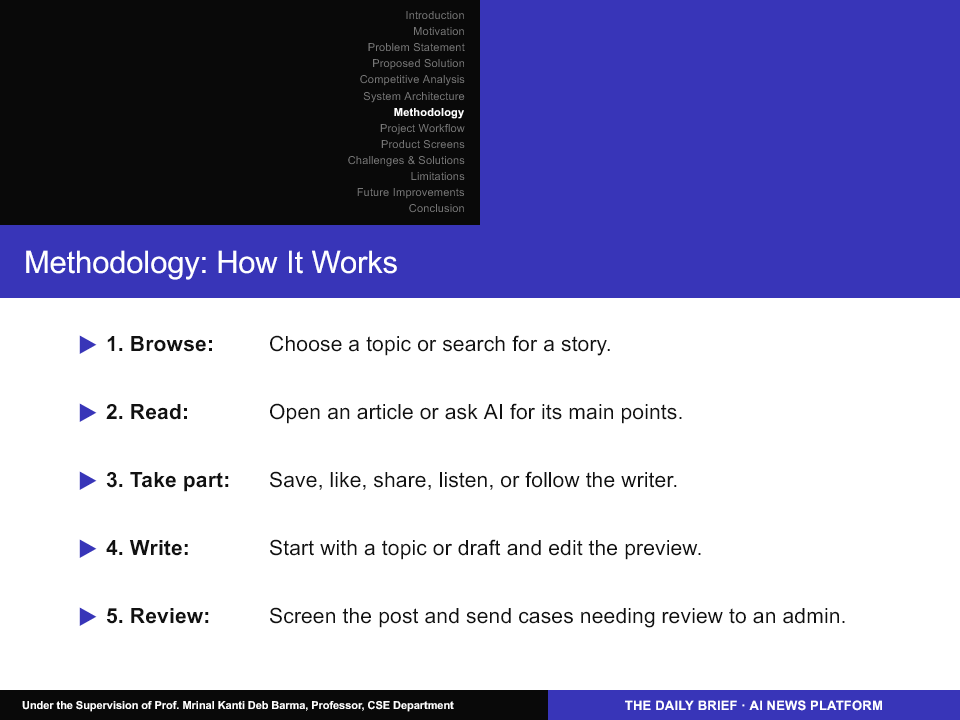 Introduction
Motivation
Problem Statement
Proposed Solution
Competitive Analysis
System Architecture
Methodology
Project Workflow
Product Screens
Challenges & Solutions
Limitations
Future Improvements
Conclusion
Methodology: How It Works
1. Browse: Choose a topic or search for a story.
2. Read: Open an article or ask AI for its main points.
3. Take part: Save, like, share, listen, or follow the writer.
4. Write: Start with a topic or draft and edit the preview.
5. Review: Screen the post and send cases needing review to an admin.
Under the Supervision of Prof. Mrinal Kanti Deb Barma, Professor, CSE Department
THE DAILY BRIEF · AI NEWS PLATFORM